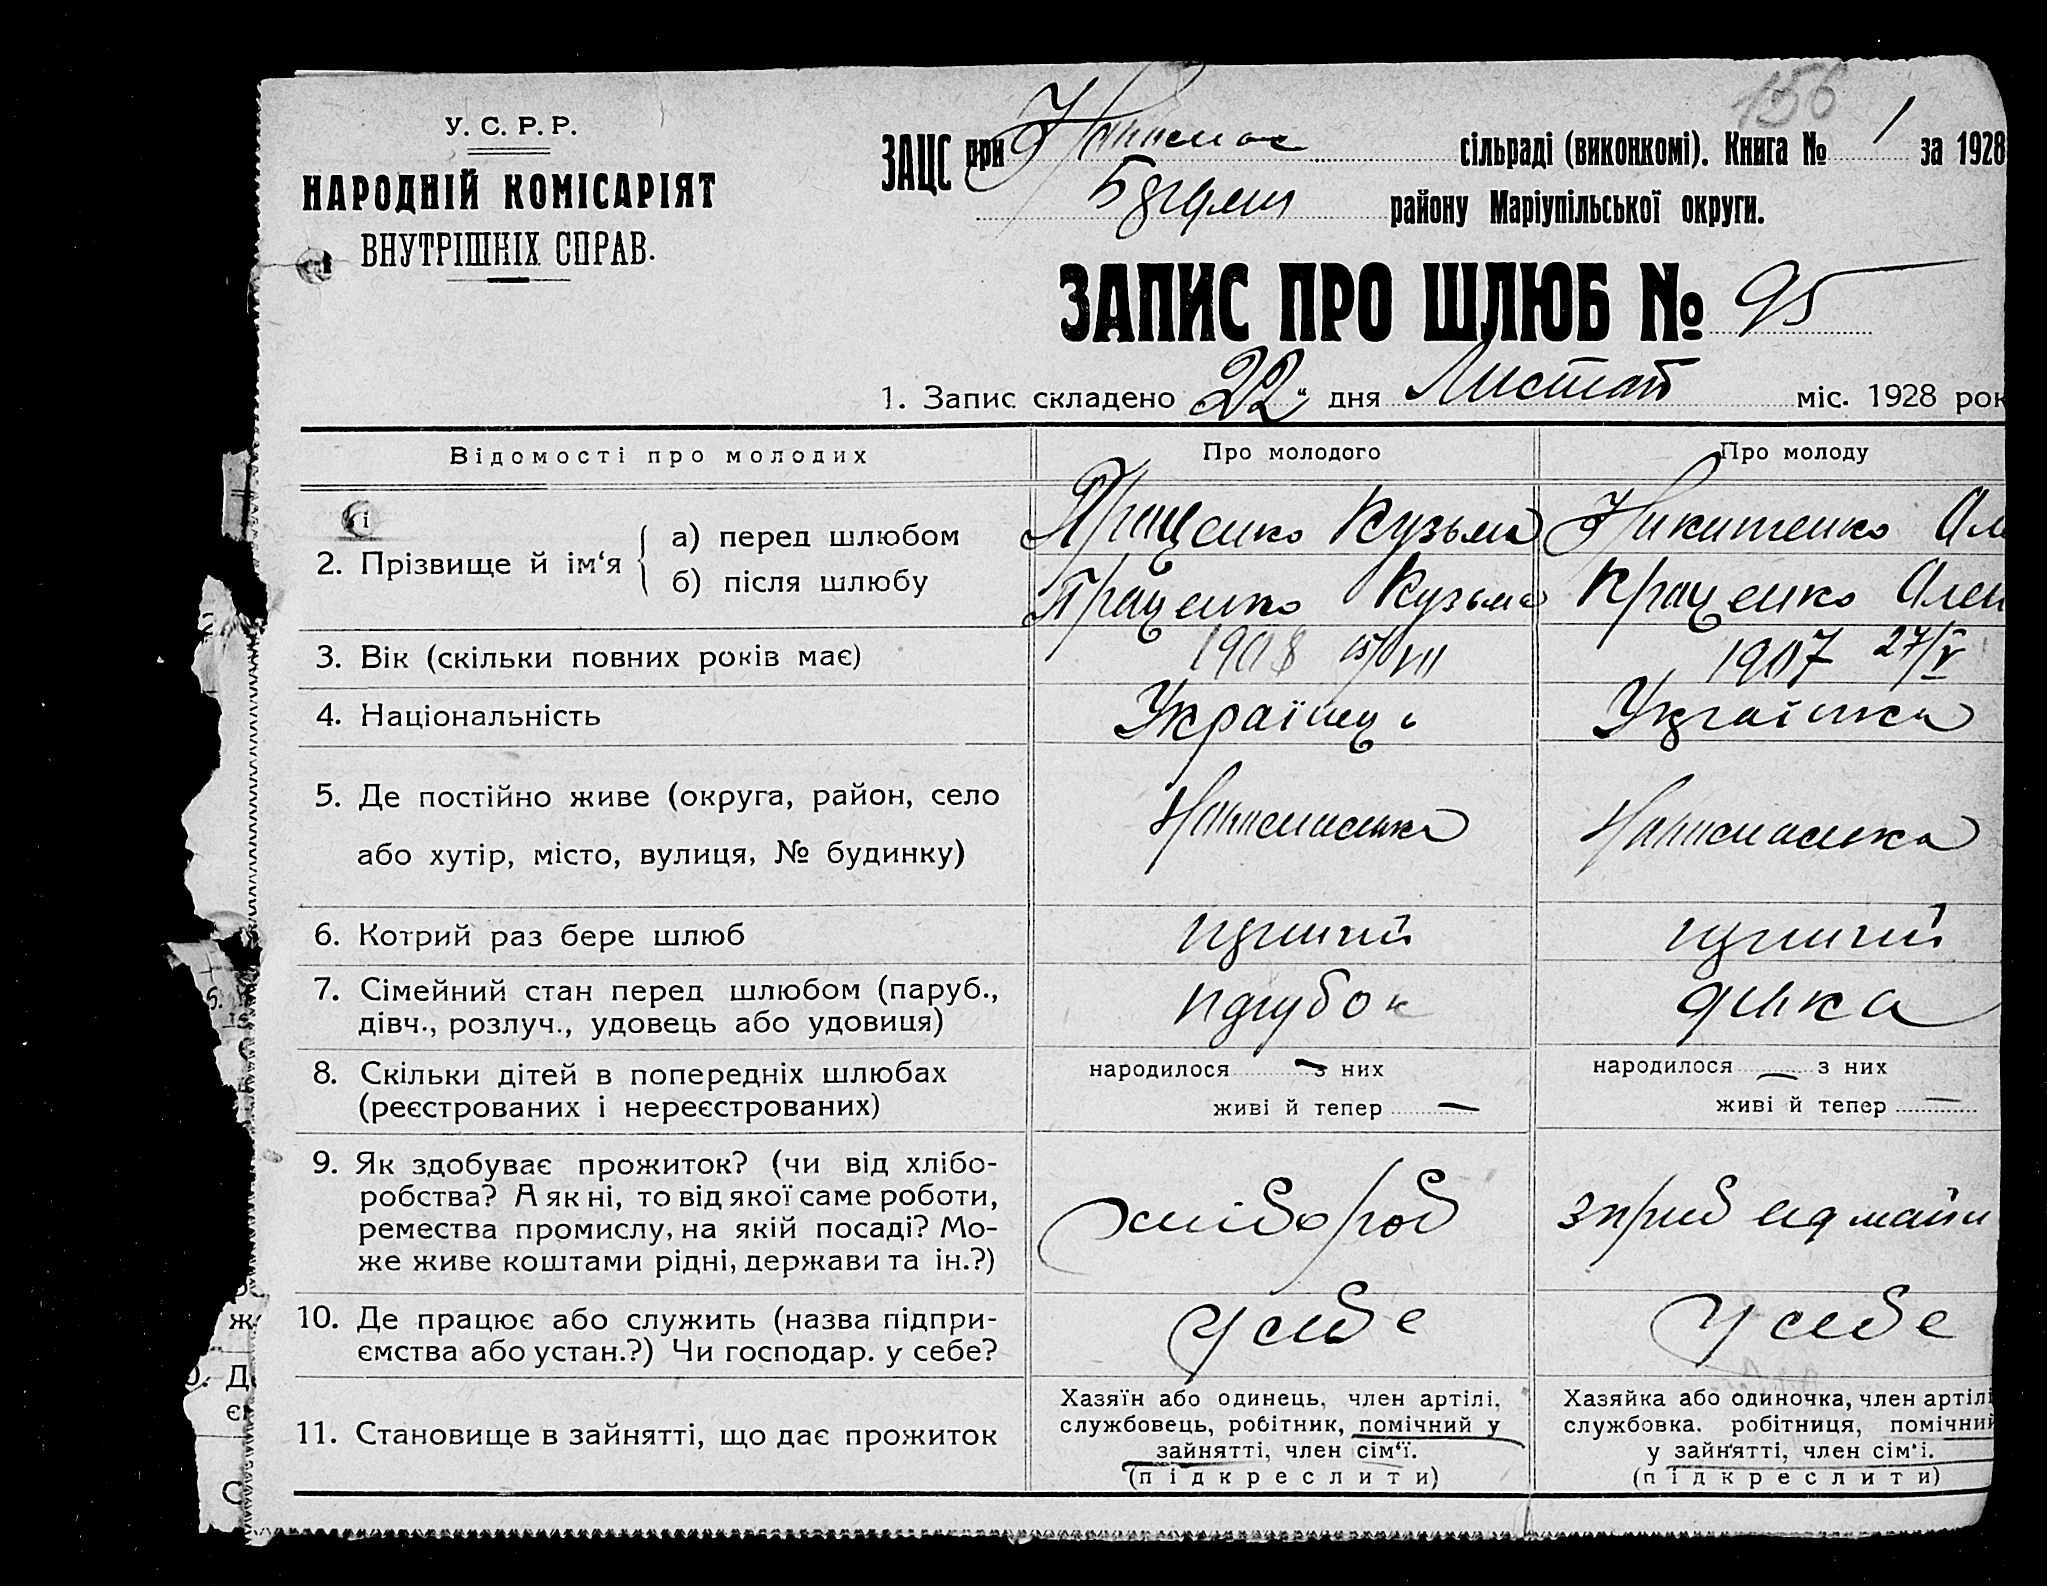 156
У. С. Р. Р.
НАРОДНІЙ КОМІСАРІЯТ
ВНУТРІШНІХ СПРАВ.
ЗАЦС при сільраді (виконкомі). Книга № 1 за 1928
району Маріупільської округи.
ЗАПИС ПРО ШЛЮБ № 95
1. Запис складено 22 „ дня Листоп міс. 1928 рок
Відомості про молодих Про молодого Про молоду
2. Прізвище й ім‘я
а) перед шлюбом Кузьма Никитенко Ал
б) після шлюбу Кузьма Олен
3. Вік (скільки повних років має) 1908 15/VII 1907 27/V
4. Національність Українець Українка
5. Де постійно живе (округа, район, село
або хутір, місто, вулиця, № будинку)
6. Котрий раз бере шлюб перший перший
7. Сімейний стан перед шлюбом (паруб., дівч., розлуч., удовець або удовиця) парубок дівка
8. Скільки дітей в попередніх шлюбах (реєстрованих і нереєстрованих)
народилося — з них народилося — з них
живі й тепер — живі й тепер —
9. Як здобуває прожиток? (чи від хлібо-
робства? А як ні, то від якої саме роботи,
ремества промислу, на якій посаді? Мо-
же живе коштами рідні, держави та ін.?)
хлібороб
10. Де працює або служить (назва підпри-
ємства або устан.?) Чи господар. у себе?
у себе у себе
11. Становище в зайнятті, що дає прожиток
Хазяїн або одинець, член артілі,
службовець, робітник, помічний у
зайнятті, член сім‘ї.
(підкреслити)
Хазяйка або одиночка, член артілі
службовка. робітниця, помічний
у зайнятті, член сім‘і.
(підкреслити)